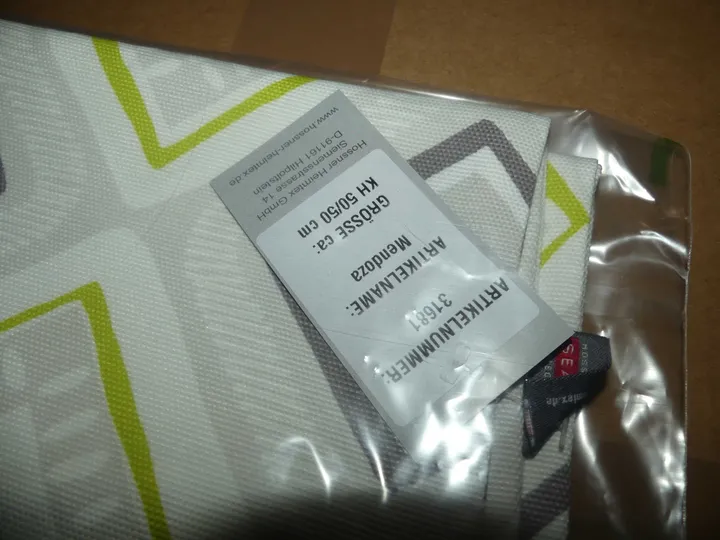 ARTIKELNUMMER:
31681
ARTIKELNAME:
Mendoza
GRÖSSE ca:
KH 50/50 cm
Hossner Heimtex GmbH
Siemensstrasse 14
D-91161 Hilpoltstein
www.hossner-heimtex.de